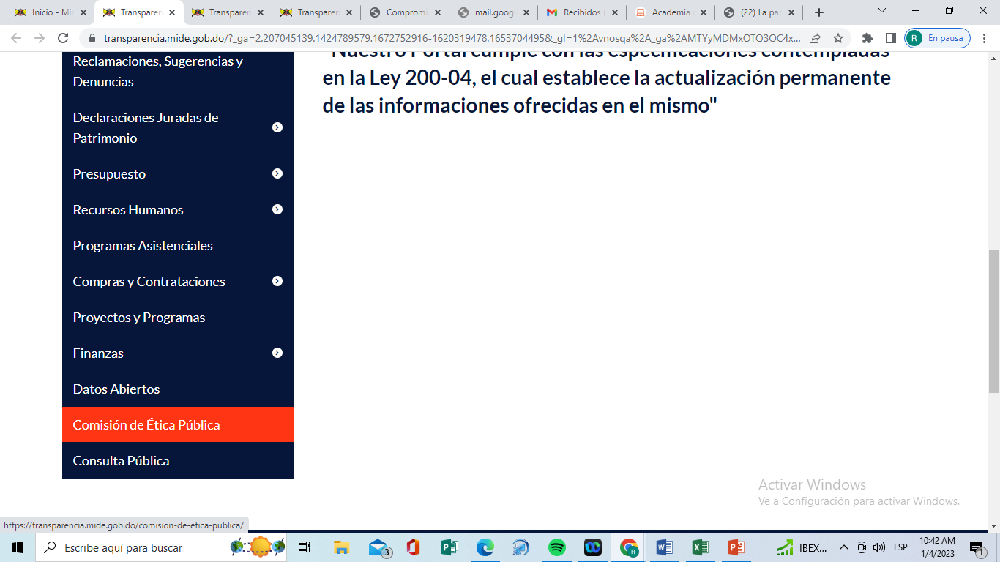 Inicio - Mir
Transparen
Transparen
Transparen
Compromi
mail.googl
Recibidos
Academia
(22) La par
transparencia.mide.gob.do/?_ga=2.207045139.1424789579.1672752916-1620319478.1653704495&_gl=1%2Avnosqa%2A_ga%2AMTYyMDMxOTQ3OC4x...
R
En pausa
Reclamaciones, Sugerencias y
Denuncias
Declaraciones Juradas de
Patrimonio
Presupuesto
Recursos Humanos
Programas Asistenciales
Compras y Contrataciones
Proyectos y Programas
Finanzas
Datos Abiertos
Comisión de Ética Pública
Consulta Pública
"Nuestro Portal cumple con las especificaciones contempladas
en la Ley 200-04, el cual establece la actualización permanente
de las informaciones ofrecidas en el mismo"
Activar Windows
Ve a Configuración para activar Windows.
https://transparencia.mide.gob.do/comision-de-etica-publica/
Escribe aquí para buscar
3
R
IBEX...
ESP
10:42 AM
1/4/2023
1